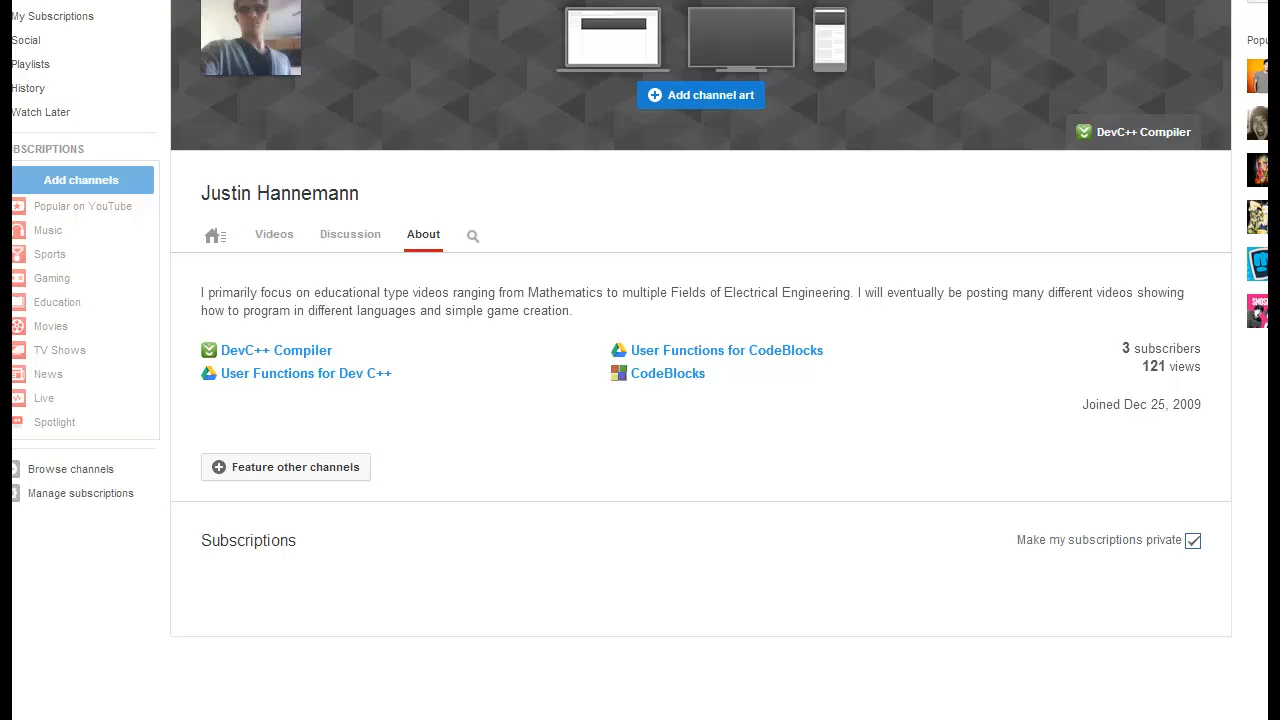 My Subscriptions
Social
Playlists
History
Watch Later
BSCRIPTIONS
Add channels
Popular on YouTube
Music
Sports
Gaming
Education
Movies
TV Shows
News
Live
Spotlight
Browse channels
Manage subscriptions
Add channel art
DevC++ Compiler
Justin Hannemann
Videos Discussion About
I primarily focus on educational type videos ranging from Mathematics to multiple Fields of Electrical Engineering. I will eventually be posting many different videos showing
how to program in different languages and simple game creation.
DevC++ Compiler User Functions for CodeBlocks 3 subscribers
121 views
User Functions for Dev C++ CodeBlocks
Joined Dec 25, 2009
Feature other channels
Subscriptions Make my subscriptions private
Popu